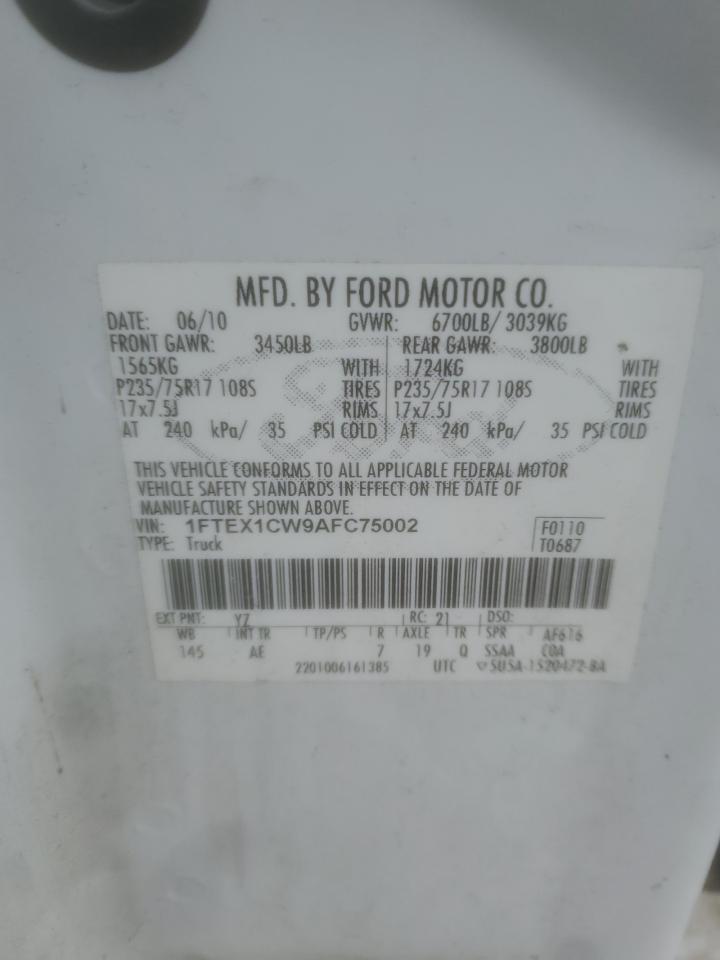 MFD. BY FORD MOTOR CO.
DATE: 06/10 GVWR: 6700LB/ 3039KG
FRONT GAWR: 3450LB REAR GAWR: 3800LB
1565KG WITH 1724KG WITH
P235/75R17 108S TIRES P235/75R17 108S TIRES
17x7.5J RIMS 17x7.5J RIMS
AT 240 kPa/ 35 PSI COLD AT 240 kPa/ 35 PSI COLD
THIS VEHICLE CONFORMS TO ALL APPLICABLE FEDERAL MOTOR
VEHICLE SAFETY STANDARDS IN EFFECT ON THE DATE OF
MANUFACTURE SHOWN ABOVE.
VIN: 1FTEX1CW9AFC75002 F0110
TYPE: Truck T0687
EXT PNT: YZ RC: 21 DSO:
WB INT TR TP/PS R AXLE TR SPR AF616
145 AE 7 19 Q SSAA COA
2201006161385 UTC 5U5A-1520472-BA